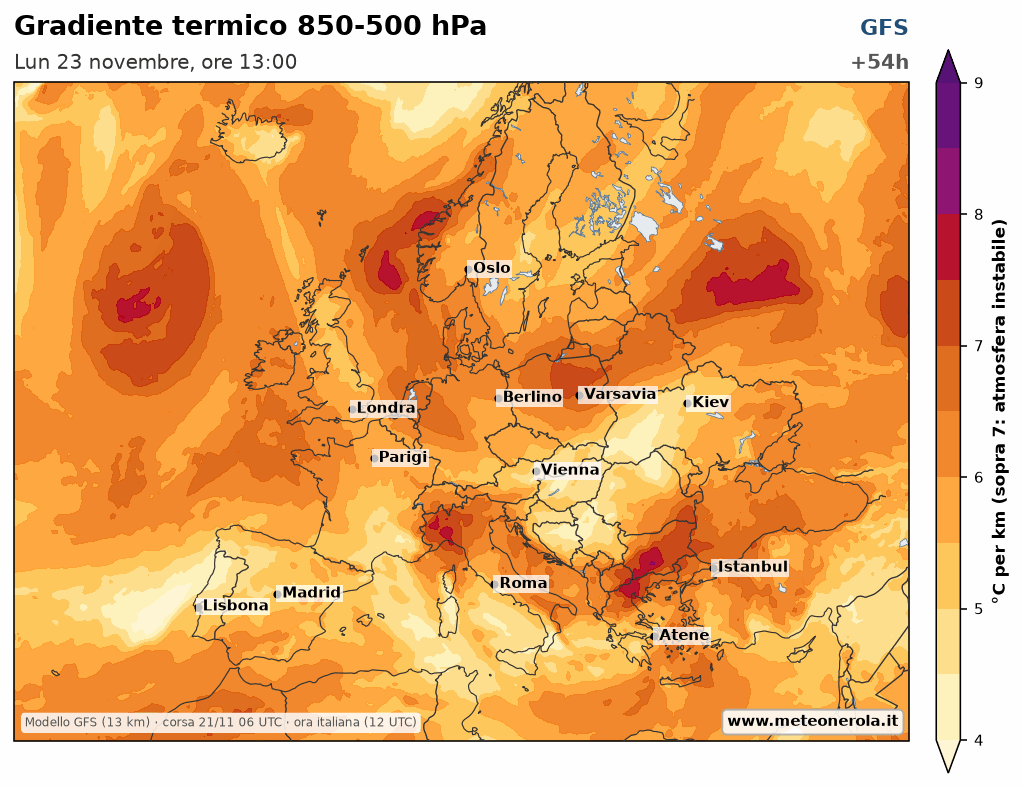 Gradiente termico 850-500 hPa
GFS
Lun 23 novembre, ore 13:00
+54h
Oslo
Londra
Berlino
Varsavia
Kiev
Parigi
Vienna
Istanbul
Roma
Madrid
Lisbona
Atene
Modello GFS (13 km) · corsa 21/11 06 UTC · ora italiana (12 UTC)
www.meteonerola.it
9
8
7
6
5
4
°C per km (sopra 7: atmosfera instabile)